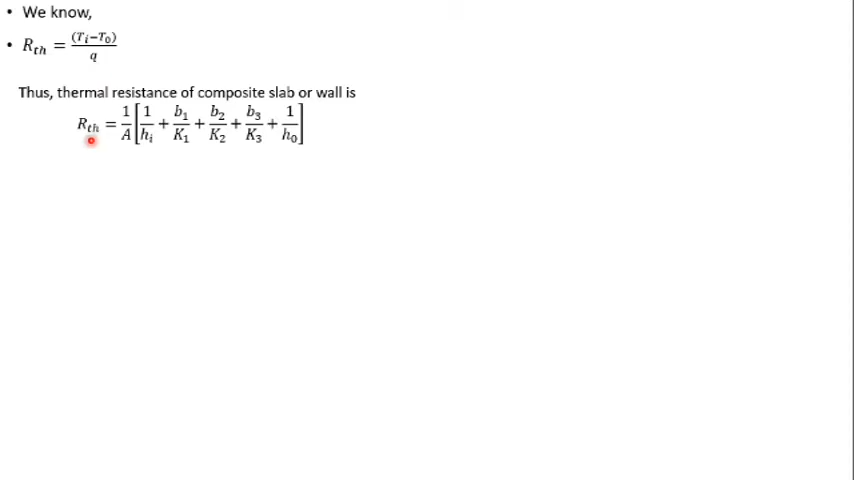 • We know,
• R_th = (T_i−T_o)/q
Thus, thermal resistance of composite slab or wall is
R_th = 1/A [1/h_i + b_1/K_1 + b_2/K_2 + b_3/K_3 + 1/h_0]